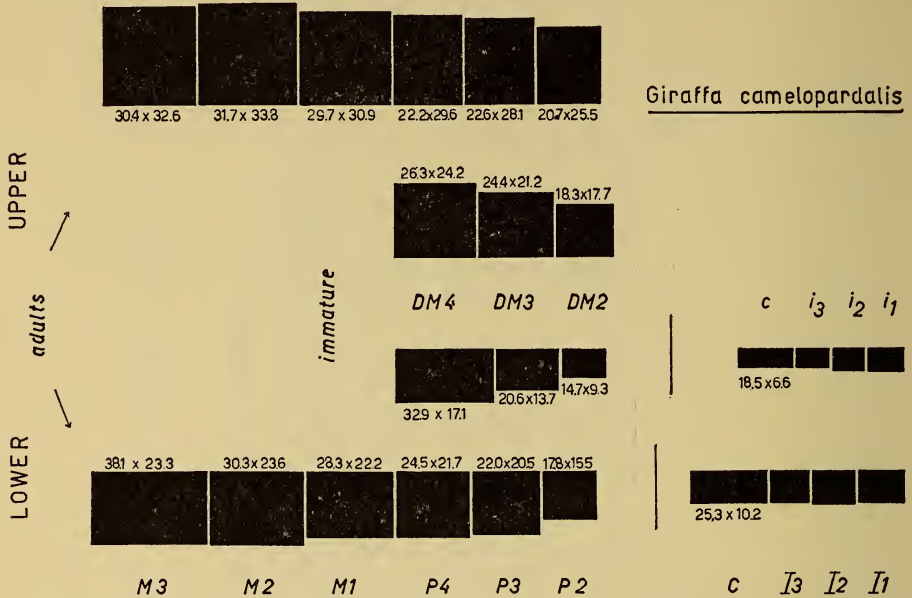 30.4 x 32.6 31.7 x 33.8 29.7 x 30.9 22.2x29.6 22.6x28.1 20.7x25.5
Giraffa camelopardalis
UPPER
26.3x24.2 24.4x21.2 18.3x17.7
adults
immature
DM4 DM3 DM2
c i3 i2 i1
18,5x6.6
32.9 x 17.1 20.6x13.7 14.7x9.3
LOWER
38.1 x 23.3 30.3x23.6 28.3x22.2 24.5x21.7 22.0x20.5 17.8x15.5
25,3x10.2
M3 M2 M1 P4 P3 P2 C I3 I2 I1